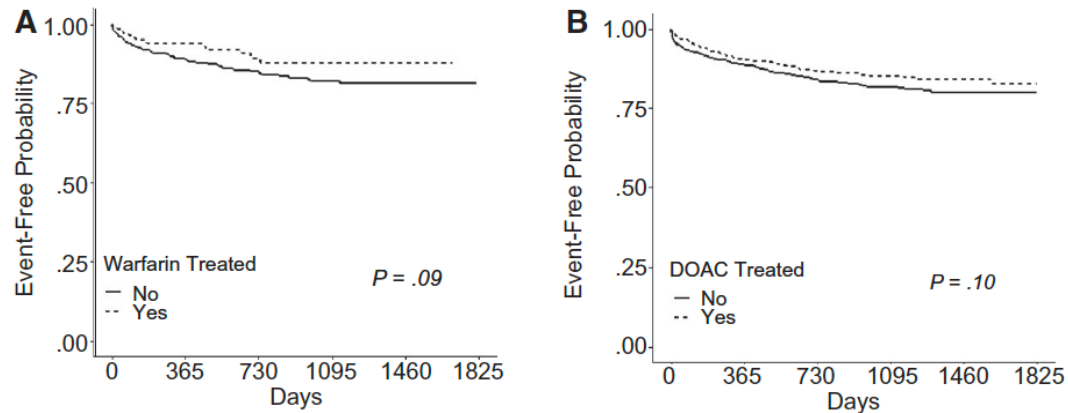 A
Event-Free Probability
1.00
.75
.50
.25
.00
Warfarin Treated
No
Yes
P = .09
0 365 730 1095 1460 1825
Days
B
Event-Free Probability
1.00
.75
.50
.25
.00
DOAC Treated
No
Yes
P = .10
0 365 730 1095 1460 1825
Days